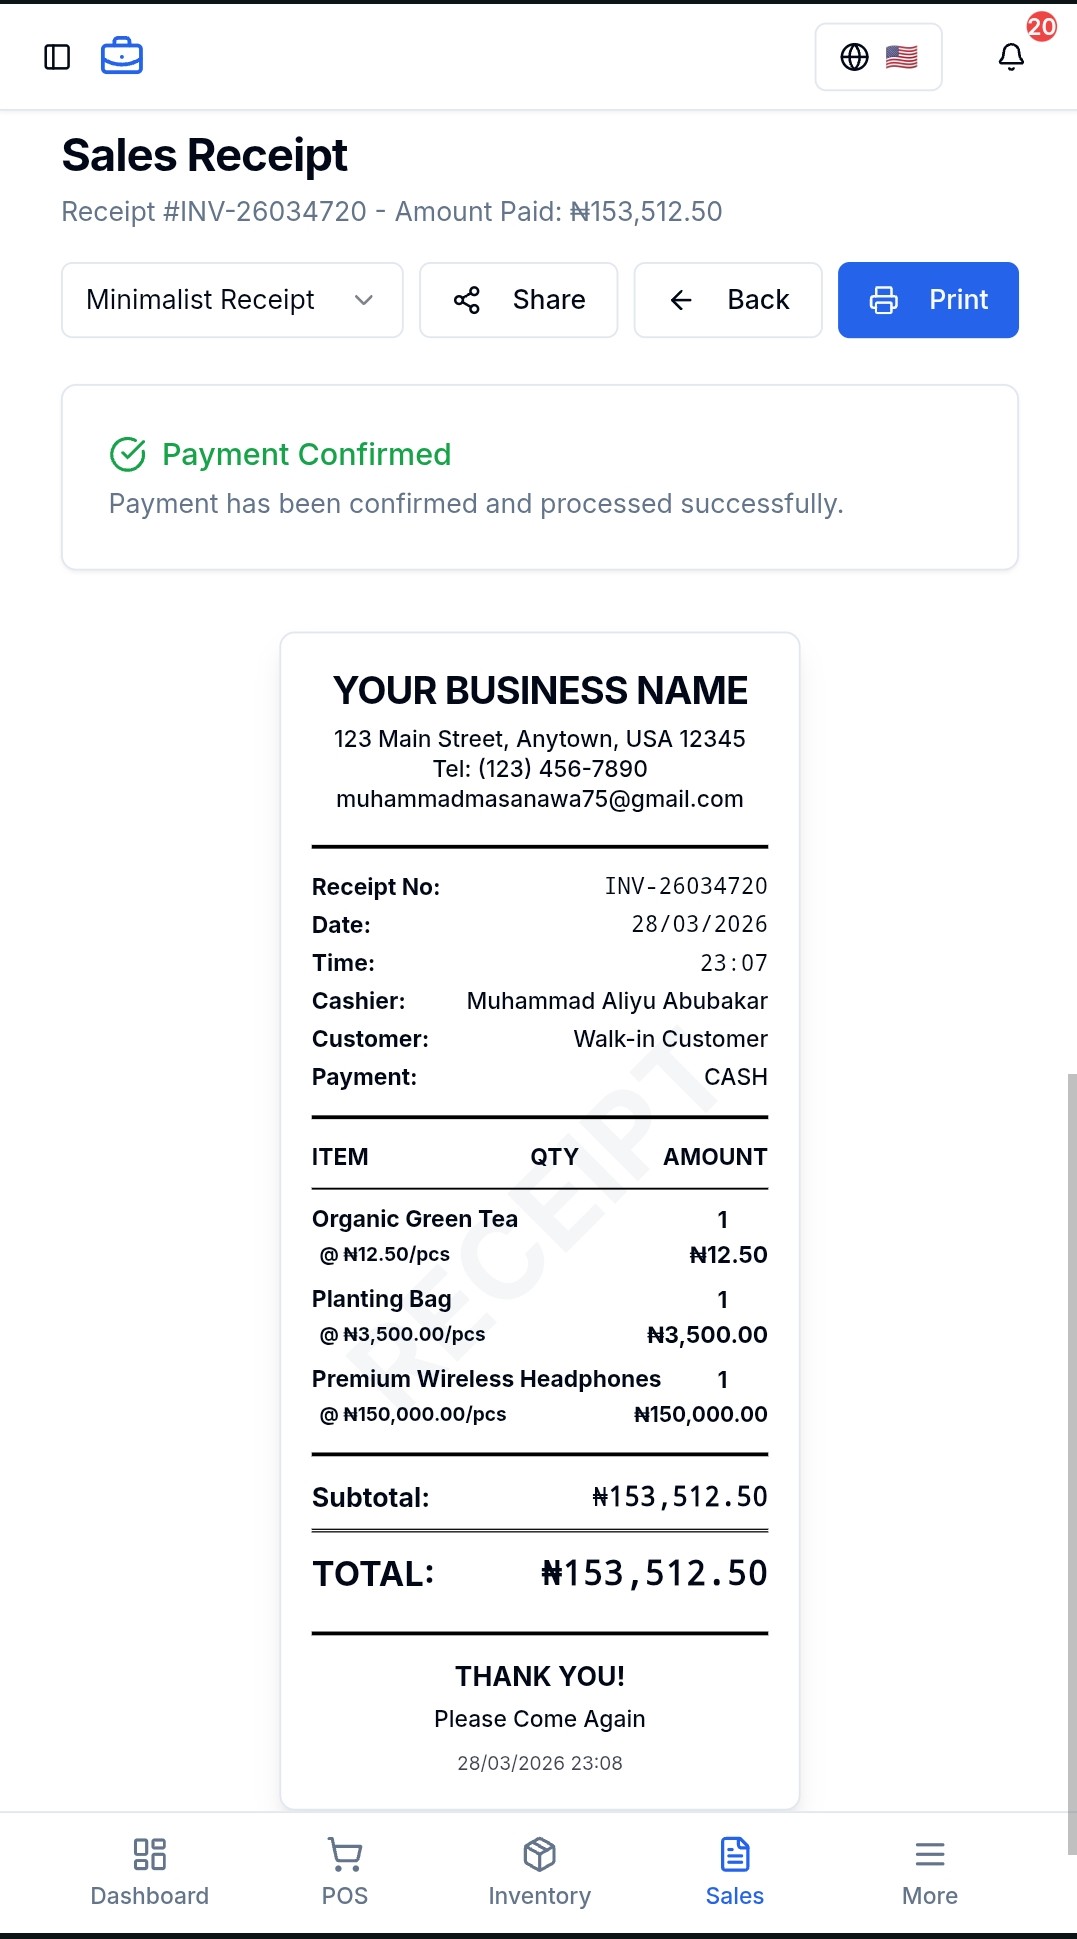 20
Sales Receipt
Receipt #INV-26034720 - Amount Paid: ₦153,512.50
Minimalist Receipt Share Back Print
Payment Confirmed
Payment has been confirmed and processed successfully.
YOUR BUSINESS NAME
123 Main Street, Anytown, USA 12345
Tel: (123) 456-7890
muhammadmasanawa75@gmail.com
Receipt No: INV-26034720
Date: 28/03/2026
Time: 23:07
Cashier: Muhammad Aliyu Abubakar
Customer: Walk-in Customer
Payment: CASH
RECEIPT
ITEM QTY AMOUNT
Organic Green Tea 1
@ ₦12.50/pcs ₦12.50
Planting Bag 1
@ ₦3,500.00/pcs ₦3,500.00
Premium Wireless Headphones 1
@ ₦150,000.00/pcs ₦150,000.00
Subtotal: ₦153,512.50
TOTAL: ₦153,512.50
THANK YOU!
Please Come Again
28/03/2026 23:08
Dashboard POS Inventory Sales More